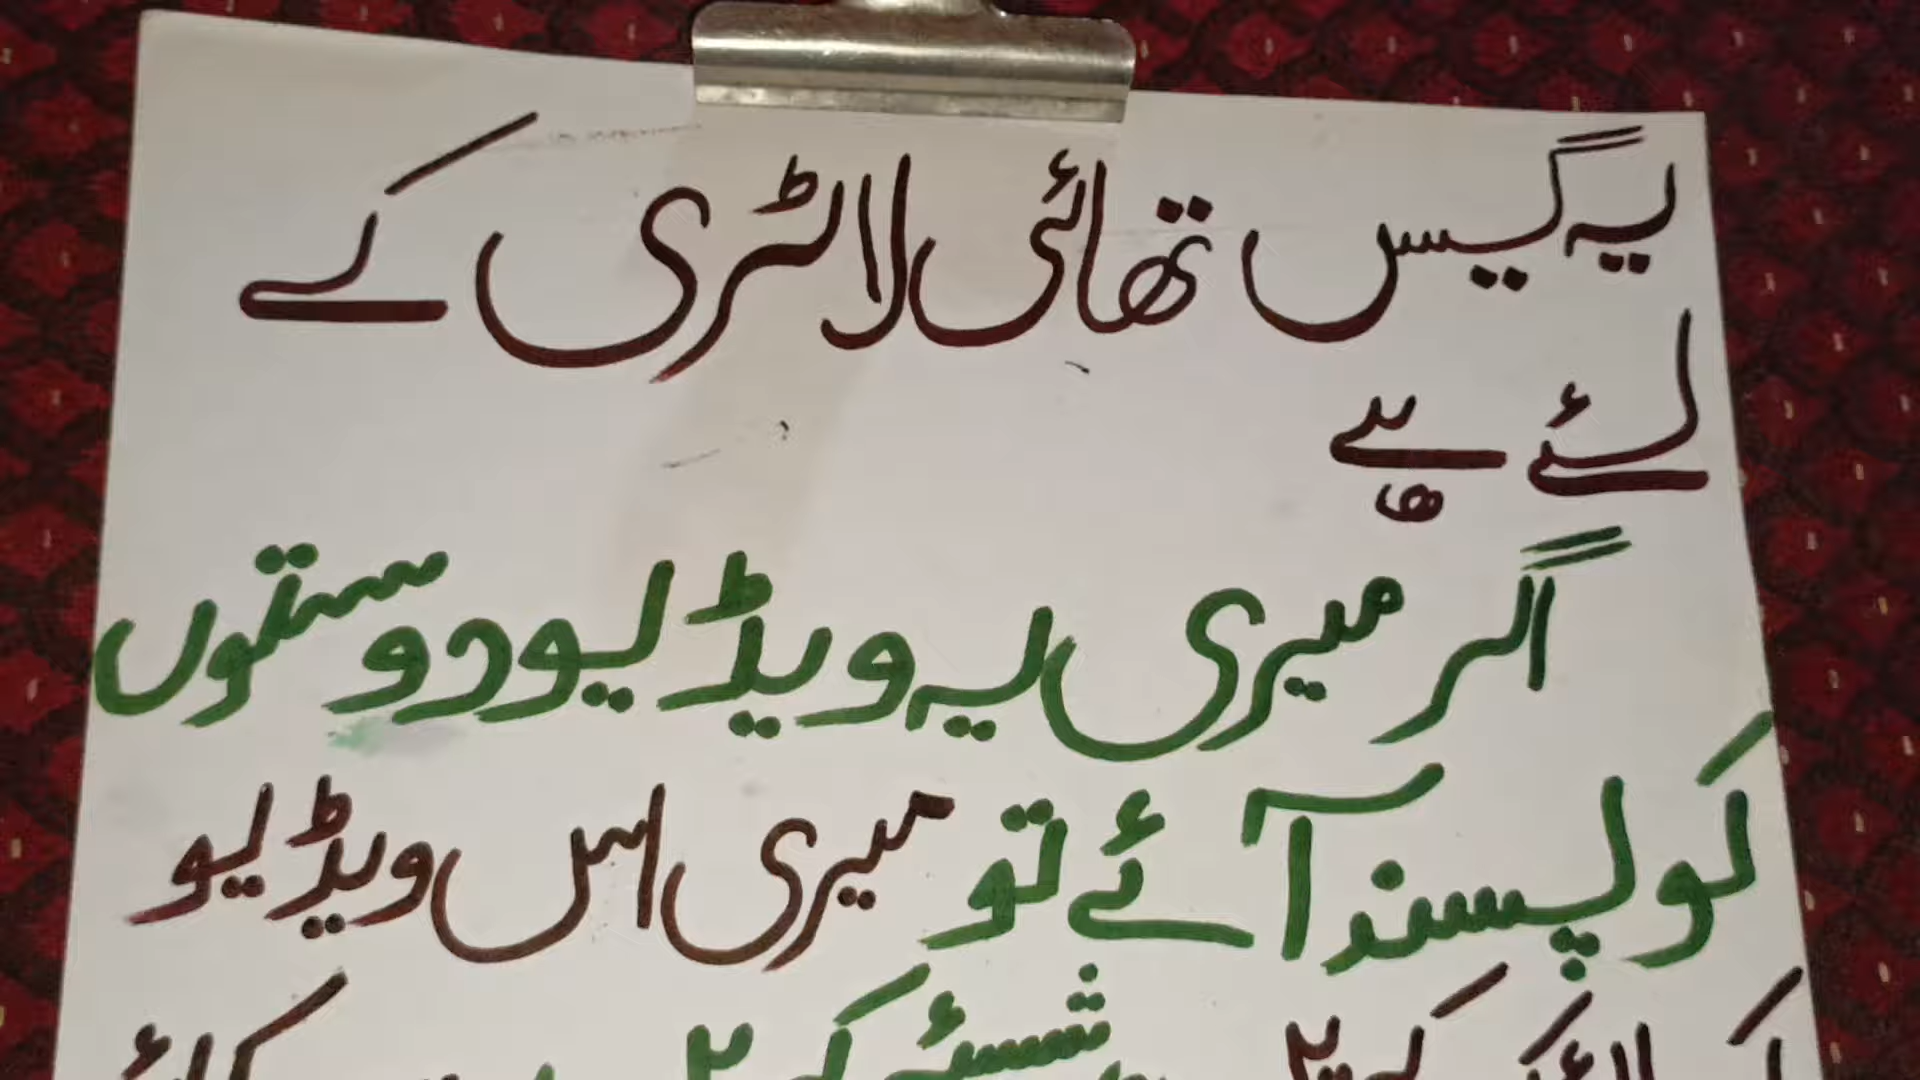 یہ گیس تھائی لاٹری کے
لئے ہے
اگر میری یہ ویڈیو دوستوں
کو پسند آئے تو میری اس ویڈیو